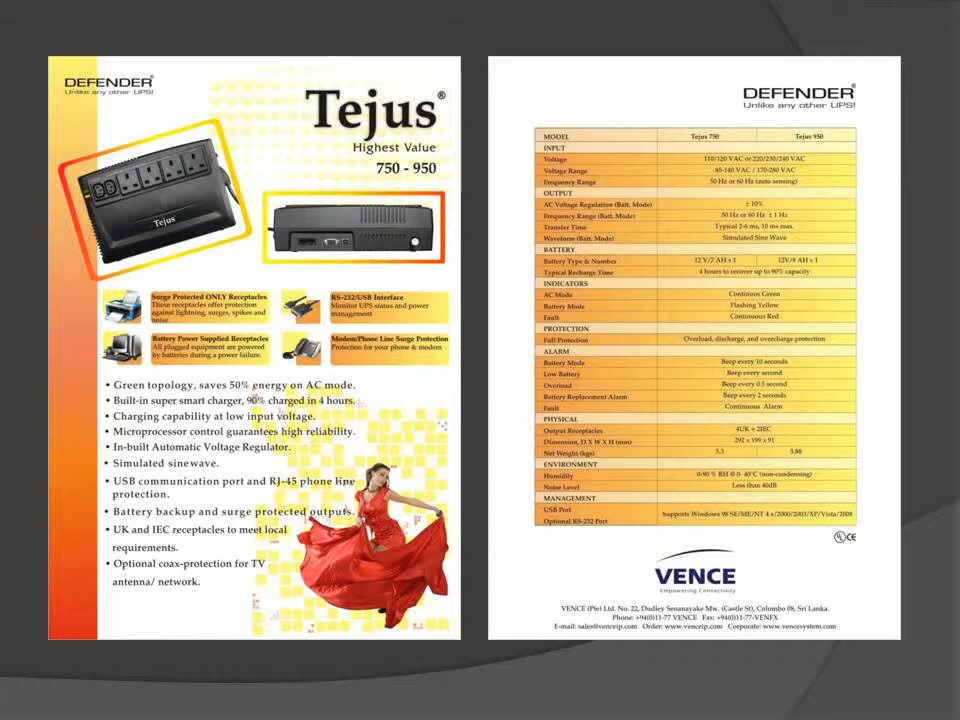 DEFENDER®
Unlike any other UPS!
Tejus®
Highest Value
750 - 950
Tejus
Surge Protected ONLY Receptacles
These receptacles offer protection
against lightning, surges, spikes and
noise.
RS-232/USB Interface
Monitor UPS status and power
management
Battery Power Supplied Receptacles
All plugged equipment are powered
by batteries during a power failure.
Modem/Phone Line Surge Protection
Protection for your phone & modem
• Green topology, saves 50% energy on AC mode.
• Built-in super smart charger, 90% charged in 4 hours.
• Charging capability at low input voltage.
• Microprocessor control guarantees high reliability.
• In-built Automatic Voltage Regulator.
• Simulated sinewave.
• USB communication port and RJ-45 phone line
protection.
• Battery backup and surge protected outputs.
• UK and IEC receptacles to meet local
requirements.
• Optional coax-protection for TV
antenna/ network.
DEFENDER®
Unlike any other UPS!
MODEL Tejus 750 Tejus 950
INPUT
Voltage 110/120 VAC or 220/230/240 VAC
Voltage Range 85-140 VAC / 170-280 VAC
Frequency Range 50 Hz or 60 Hz (auto sensing)
OUTPUT
AC Voltage Regulation (Batt. Mode) ± 10%
Frequency Range (Batt. Mode) 50 Hz or 60 Hz ± 1 Hz
Transfer Time Typical 2-6 ms, 10 ms max.
Waveform (Batt. Mode) Simulated Sine Wave
BATTERY
Battery Type & Number 12 V/7 AH x 1 12V/9 AH x 1
Typical Recharge Time 4 hours to recover up to 90% capacity
INDICATORS
AC Mode Continuos Green
Battery Mode Flashing Yellow
Fault Continuous Red
PROTECTION
Full Protection Overload, discharge, and overcharge protection
ALARM
Battery Mode Beep every 10 seconds
Low Battery Beep every second
Overload Beep every 0.5 second
Battery Replacement Alarm Beep every 2 seconds
Fault Continuous Alarm
PHYSICAL
Output Receptacles 4UK + 2IEC
Dimension, D X W X H (mm) 292 x 199 x 91
Net Weight (kgs) 5.3 5.88
ENVIRONMENT
Humidity 0-90 % RH @ 0- 40°C (non-condensing)
Noise Level Less than 40dB
MANAGEMENT
USB Port
Optional RS-232 Port Supports Windows 98 SE/ME/NT 4.x/2000/2003/XP/Vista/2008
UL CE
VENCE
Empowering Connectivity
VENCE (Pte) Ltd. No. 22, Dudley Senanayake Mw. (Castle St), Colombo 08, Sri Lanka.
Phone: +94(0)11-77 VENCE Fax: +94(0)11-77-VENFX
E-mail: sales@venceip.com Order: www.venceip.com Corporate: www.vencesystem.com